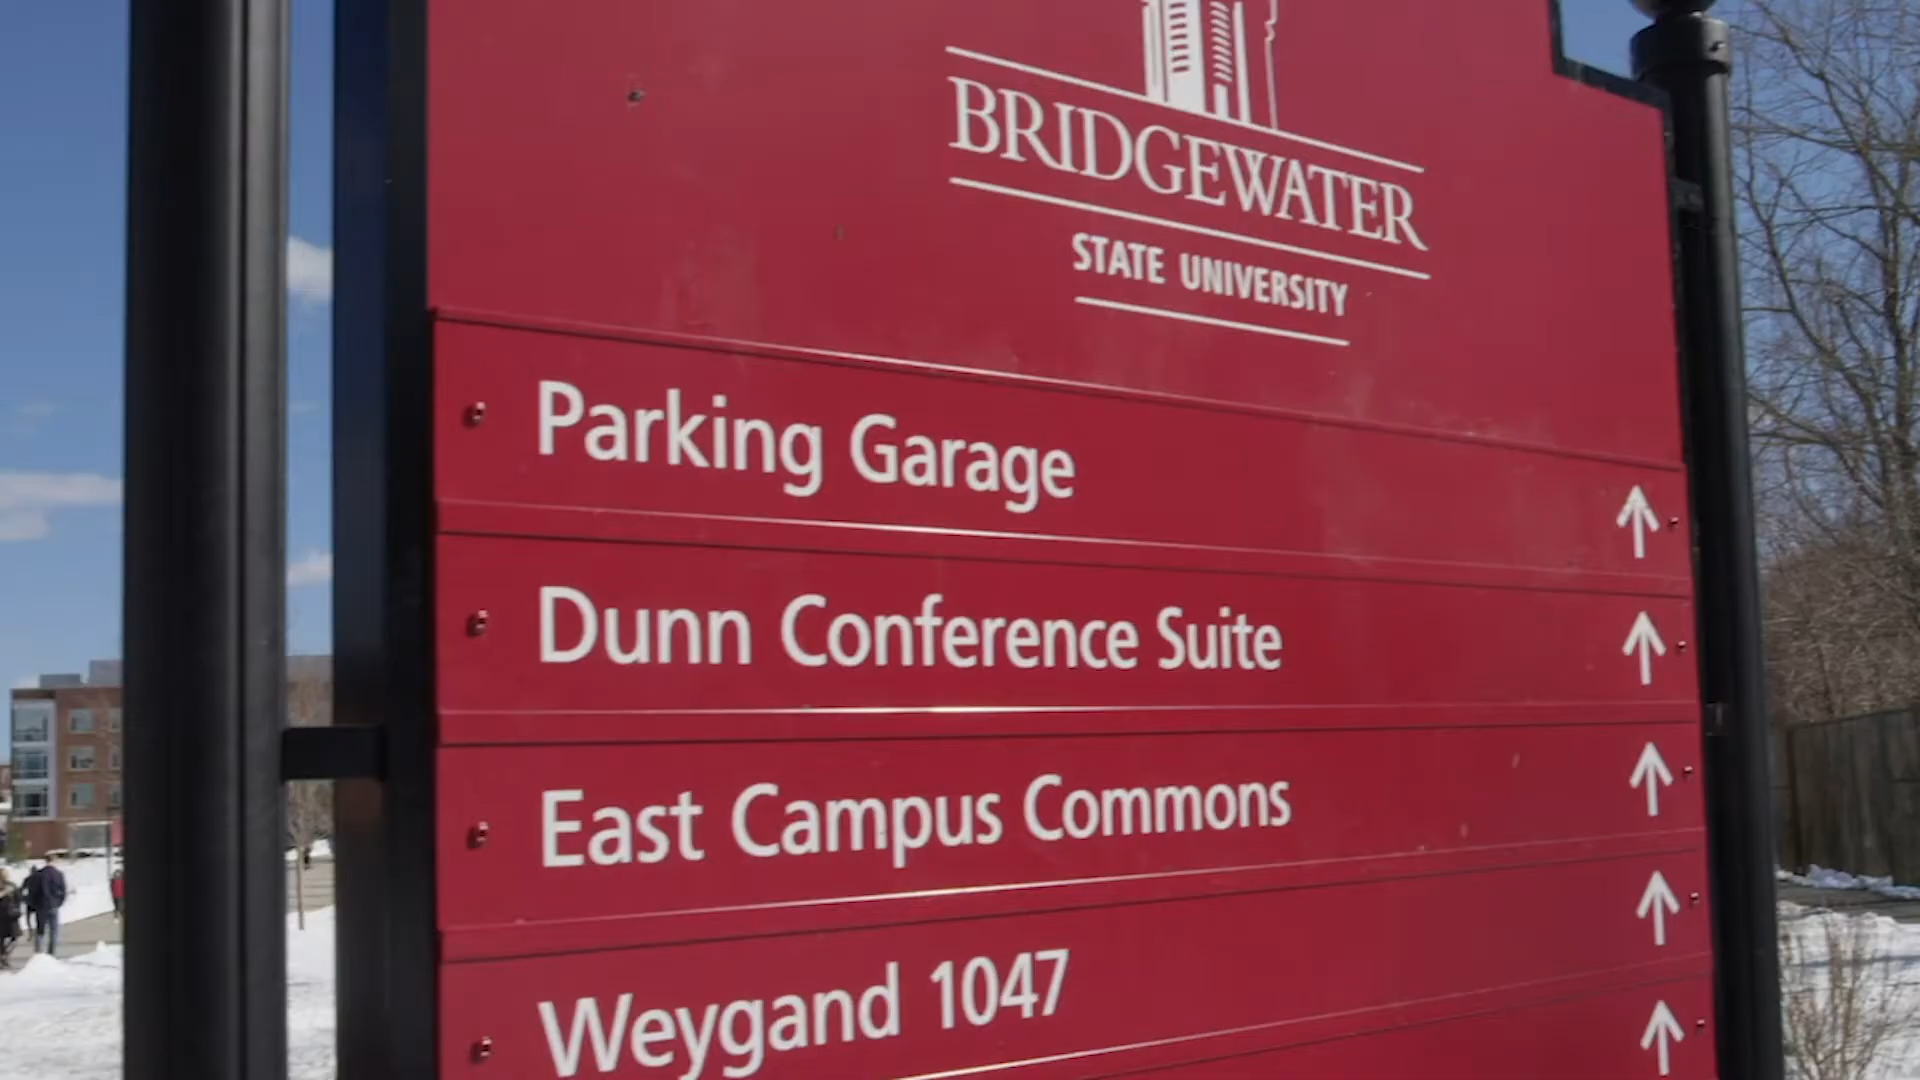 BRIDGEWATER
STATE UNIVERSITY
Parking Garage
Dunn Conference Suite
East Campus Commons
Weygand 1047